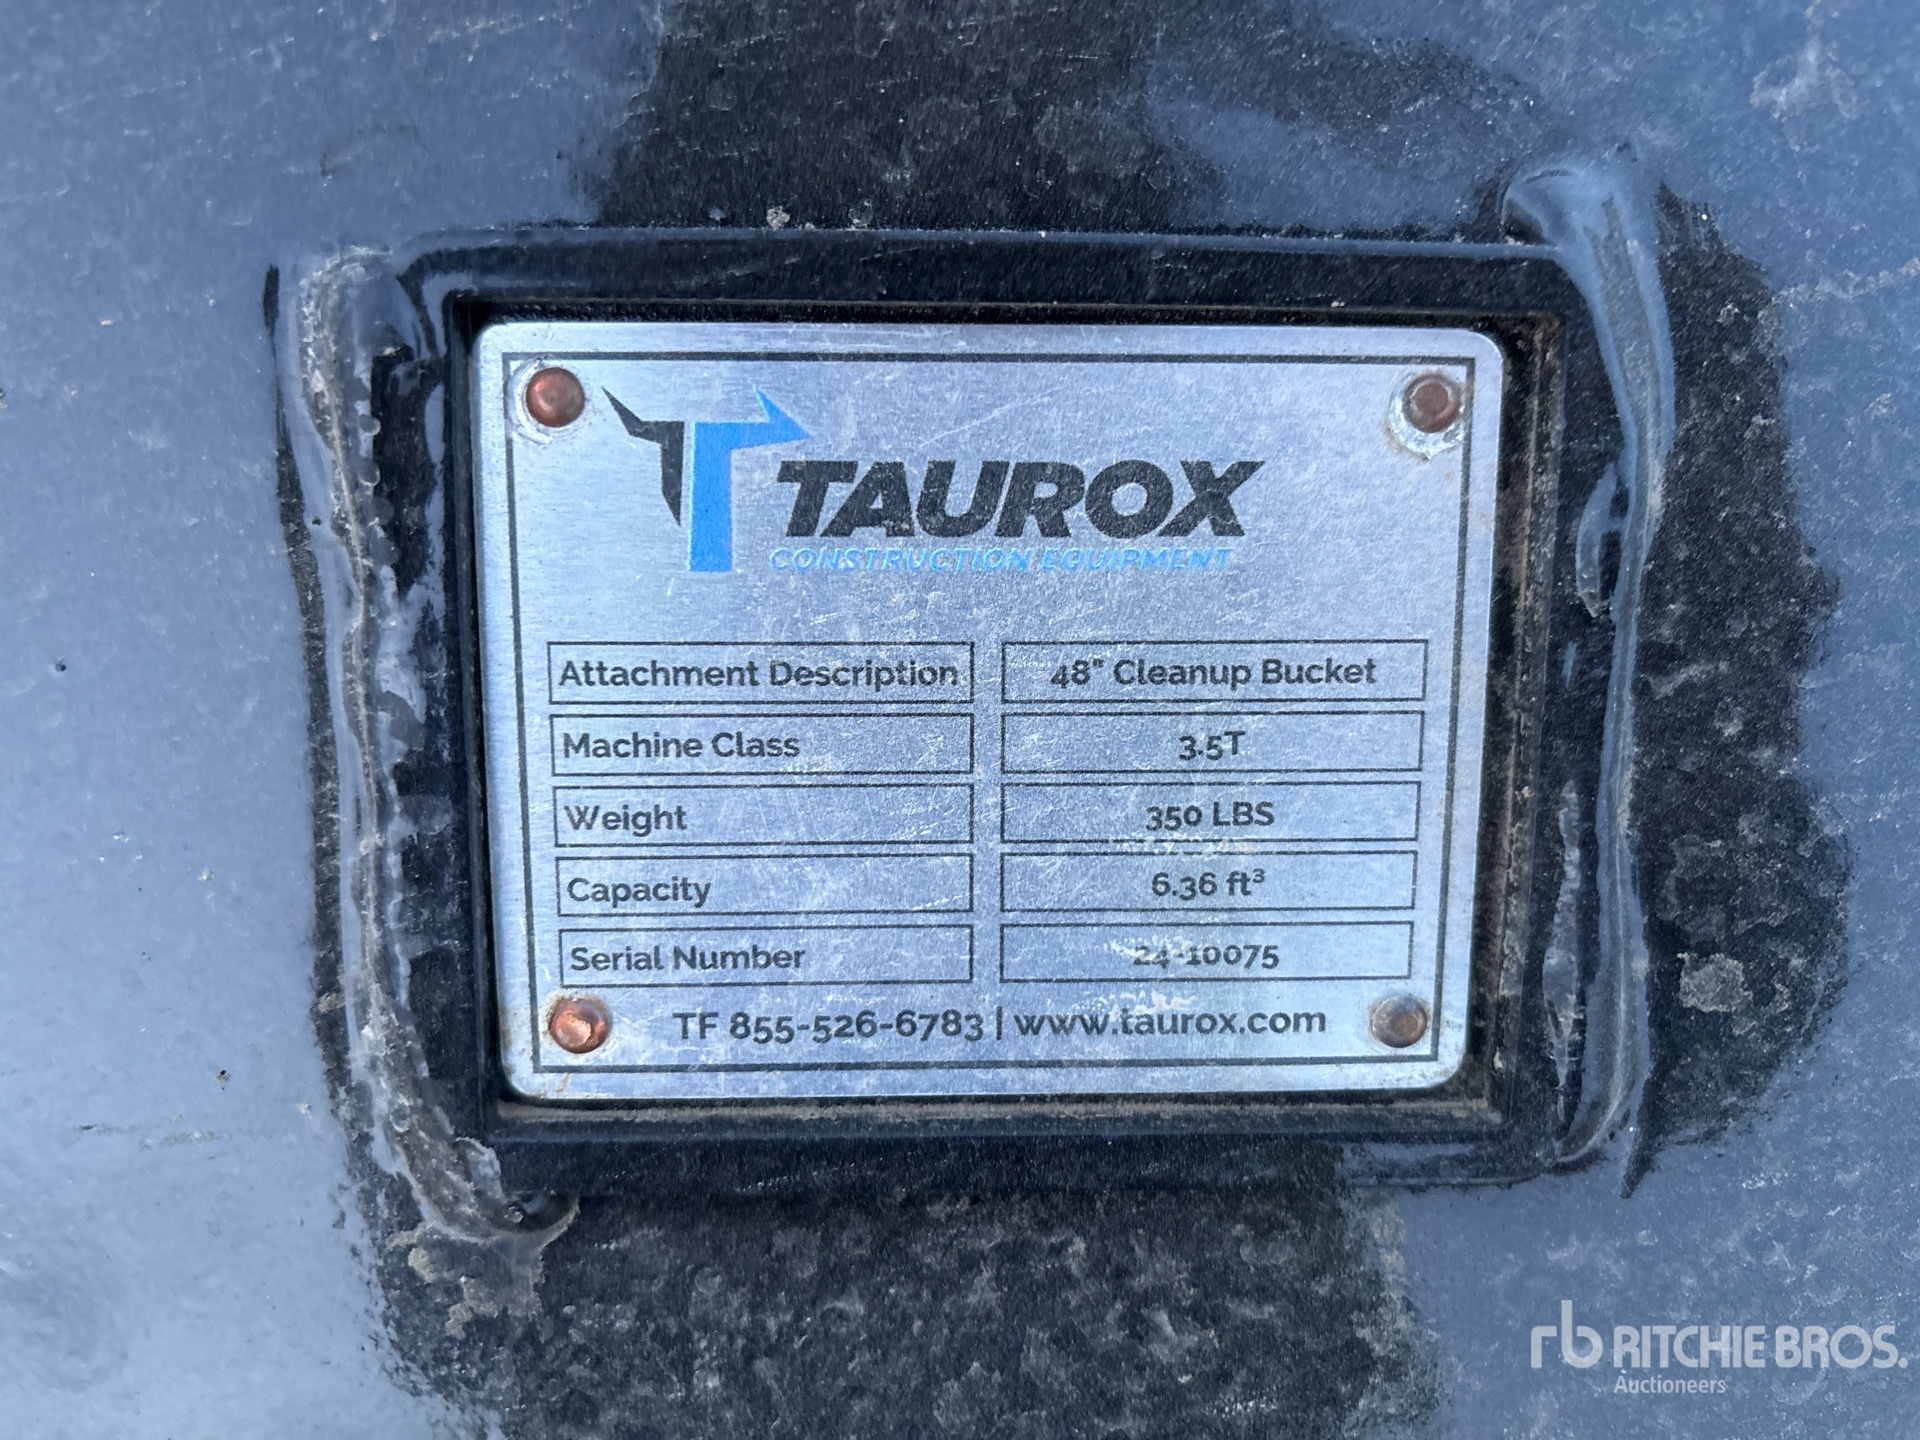 TAUROX
CONSTRUCTION EQUIPMENT
Attachment Description 48" Cleanup Bucket
Machine Class 3.5T
Weight 350 LBS
Capacity 6.36 ft³
Serial Number 24-10075
TF 855-526-6783 | www.taurox.com
rb RITCHIE BROS.
Auctioneers